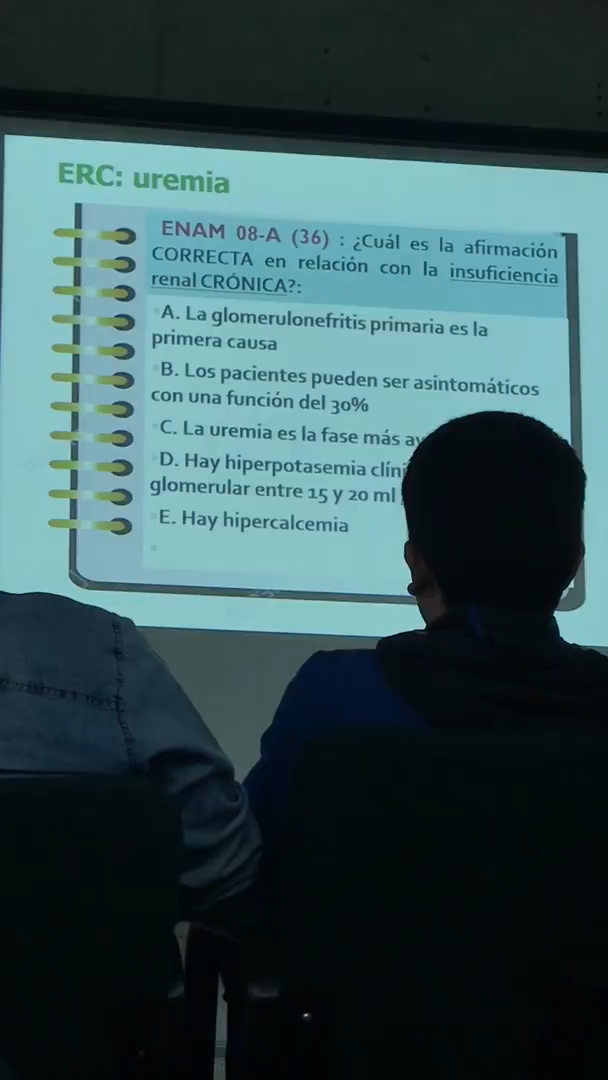 ERC: uremia
ENAM 08-A (36) : ¿Cuál es la afirmación
CORRECTA en relación con la insuficiencia
renal CRÓNICA?:
A. La glomerulonefritis primaria es la
primera causa
B. Los pacientes pueden ser asintomáticos
con una función del 30%
C. La uremia es la fase más
D. Hay hiperpotasemia
glomerular entre 15 y 20 ml
E. Hay hipercalcemia